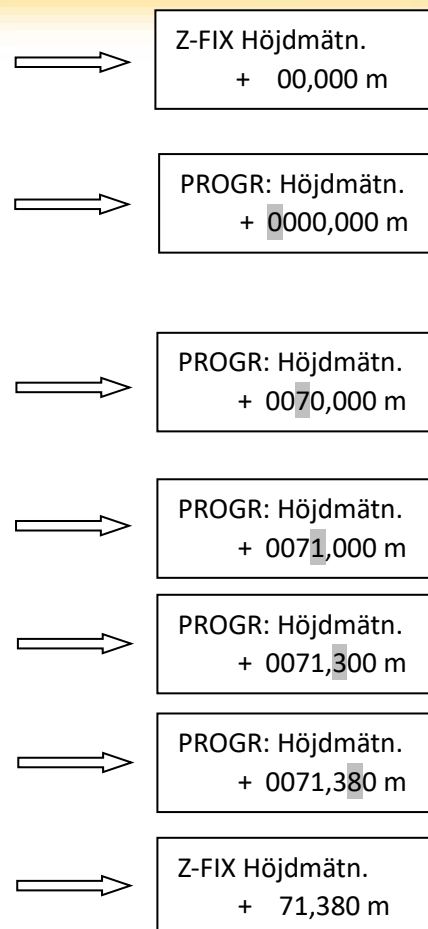 Z-FIX Höjdmätn.
+ 00,000 m
PROGR: Höjdmätn.
+ 0000,000 m
PROGR: Höjdmätn.
+ 0070,000 m
PROGR: Höjdmätn.
+ 0071,000 m
PROGR: Höjdmätn.
+ 0071,300 m
PROGR: Höjdmätn.
+ 0071,380 m
Z-FIX Höjdmätn.
+ 71,380 m